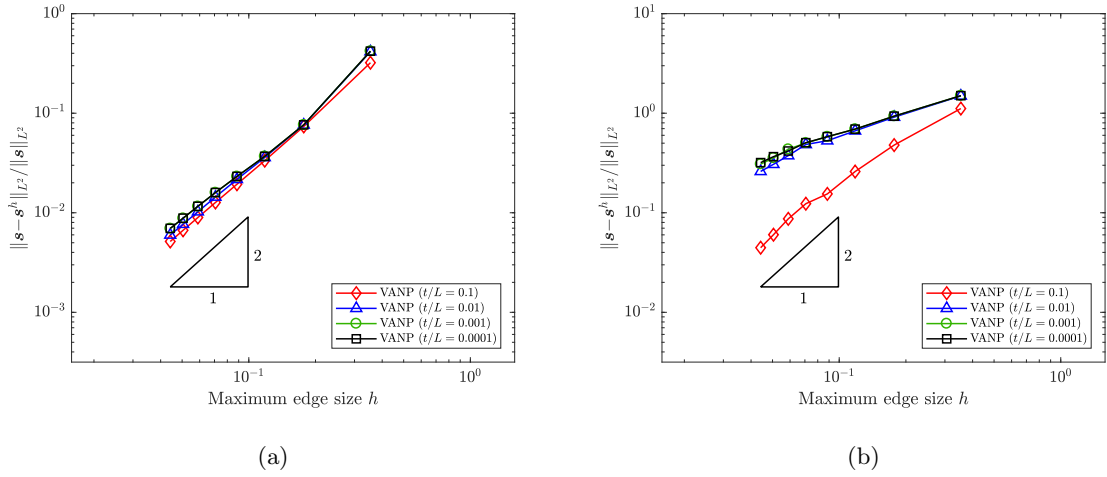 10^0
10^{-1}
10^{-2}
10^{-3}
‖s−s^h‖_{L^2}/‖s‖_{L^2}
2
1
VANP (t/L = 0.1)
VANP (t/L = 0.01)
VANP (t/L = 0.001)
VANP (t/L = 0.0001)
10^{-1}
10^0
Maximum edge size h
(a)
10^1
10^0
10^{-1}
10^{-2}
‖s−s^h‖_{L^2}/‖s‖_{L^2}
2
1
VANP (t/L = 0.1)
VANP (t/L = 0.01)
VANP (t/L = 0.001)
VANP (t/L = 0.0001)
10^{-1}
10^0
Maximum edge size h
(b)